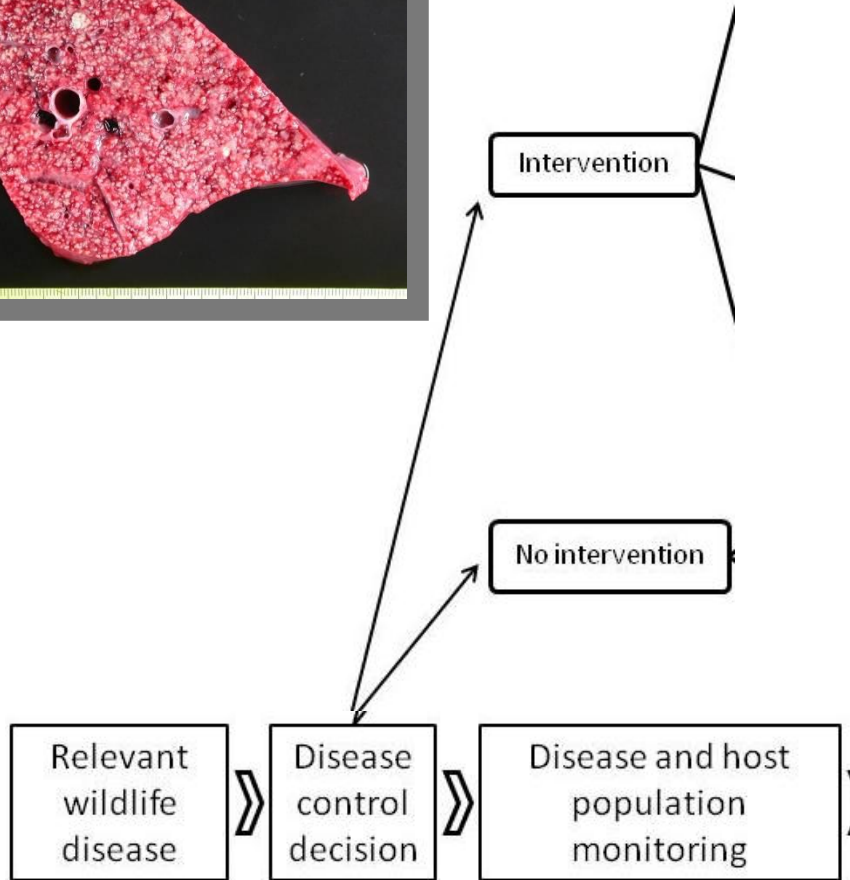 Intervention
No intervention
Relevant
wildlife
disease
Disease
control
decision
Disease and host
population
monitoring